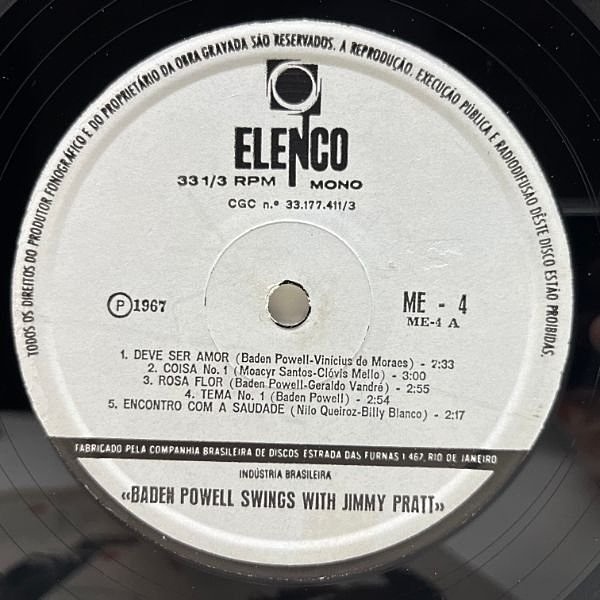 TODOS OS DIREITOS DO PRODUTOR FONOGRÁFICO E DO PROPRIETÁRIO DA OBRA GRAVADA SÃO RESERVADOS. A REPRODUÇÃO, EXECUÇÃO PÚBLICA E RADIODIFUSÃO DÊSTE DISCO ESTÃO PROIBIDAS.
ELENCO
33 1/3 RPM MONO
CGC n.º 33.177.411/3
Ⓟ1967
ME - 4
ME-4 A
1. DEVE SER AMOR (Baden Powell-Vinícius de Moraes) - 2:33
2. COISA No. 1 (Moacyr Santos-Clóvis Mello) - 3:00
3. ROSA FLOR (Baden Powell-Geraldo Vandré) - 2:55
4. TEMA No. 1 (Baden Powell) - 2:54
5. ENCONTRO COM A SAUDADE (Nilo Queiroz-Billy Blanco) - 2:17
FABRICADO PELA COMPANHIA BRASILEIRA DE DISCOS ESTRADA DAS FURNAS 1 467, RIO DE JANEIRO
INDÚSTRIA BRASILEIRA
«BADEN POWELL SWINGS WITH JIMMY PRATT»